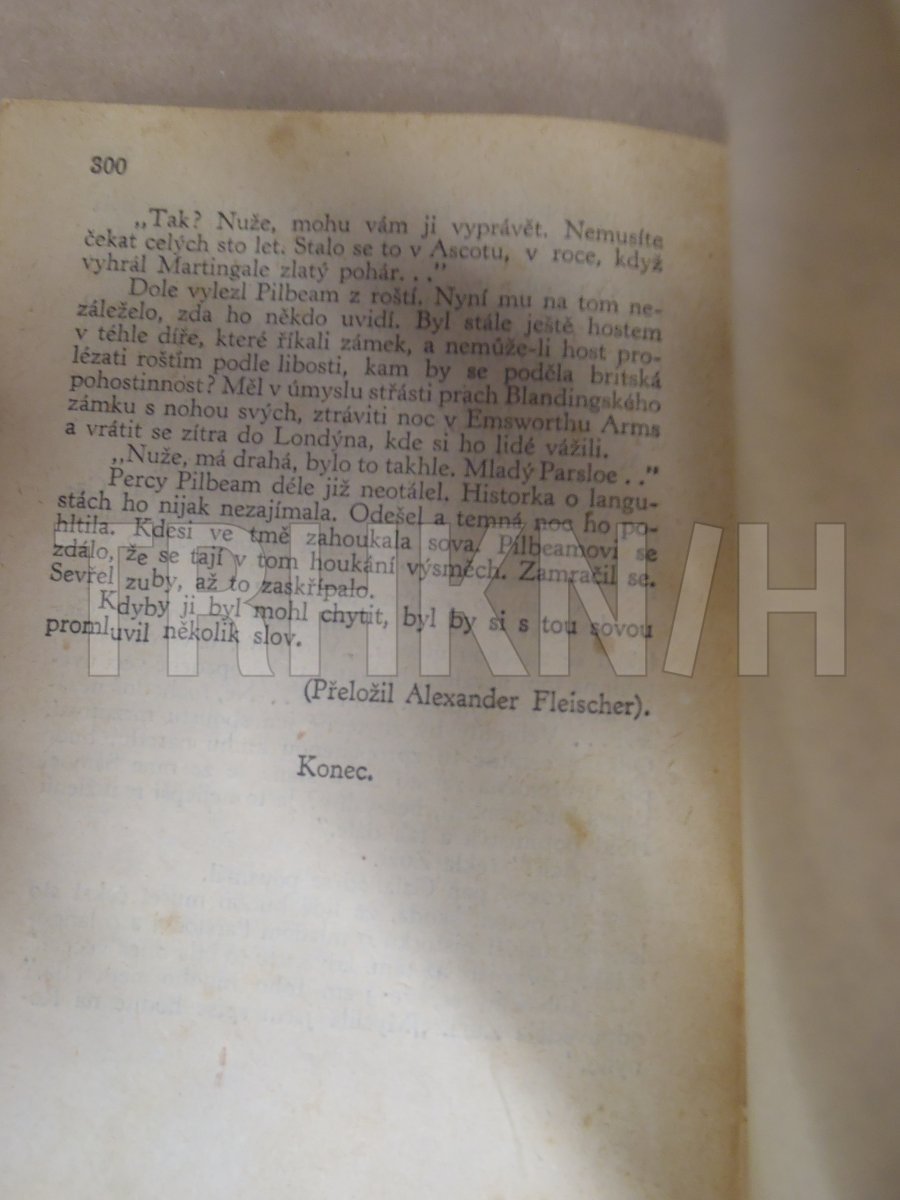 300
„Tak? Nuže, mohu vám ji vyprávět. Nemusíte
čekat celých sto let. Stalo se to v Ascotu, v roce, když
vyhrál Martingale zlatý pohár. . .“
Dole vylezl Pilbeam z roští. Nyní mu na tom ne-
záleželo, zda ho někdo uvidí. Byl stále ještě hostem
v téhle díře, které říkali zámek, a nemůže-li host pro-
lézati roštím podle libosti, kam by se poděla britská
pohostinnost? Měl v úmyslu střásti prach Blandingského
zámku s nohou svých, ztráviti noc v Emsworthu Arms
a vrátit se zítra do Londýna, kde si ho lidé vážili.
„Nuže, má drahá, bylo to takhle. Mladý Parsloe . .“
Percy Pilbeam déle již neotálel. Historka o langu-
stách ho nijak nezajímala. Odešel a temná noc ho po-
hltila. Kdesi ve tmě zahoukala sova. Pilbeamovi se
zdálo, že se tají v tom houkání výsměch. Zamračil se.
Sevřel zuby, až to zaskřípalo.
Kdyby ji byl mohl chytit, byl by si s tou sovou
promluvil několik slov.
(Přeložil Alexander Fleischer).
Konec.
TRHKN/H